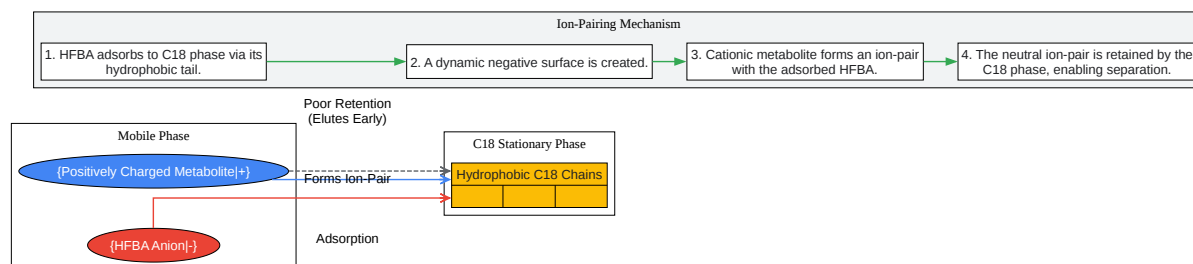 Ion-Pairing Mechanism
1. HFBA adsorbs to C18 phase via its
hydrophobic tail.
2. A dynamic negative surface is created.
3. Cationic metabolite forms an ion-pair
with the adsorbed HFBA.
4. The neutral ion-pair is retained by the
C18 phase, enabling separation.
Poor Retention
(Elutes Early)
Mobile Phase
C18 Stationary Phase
{Positively Charged Metabolite|+}
Hydrophobic C18 Chains
Forms Ion-Pair
{HFBA Anion|-}
Adsorption